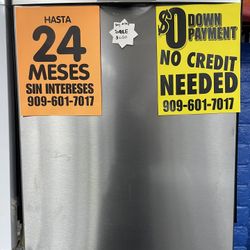 HASTA
24
MESES
SIN INTERESES
909-601-7017
SALE
$0 DOWN
PAYMENT
NO CREDIT
NEEDED
909-601-7017